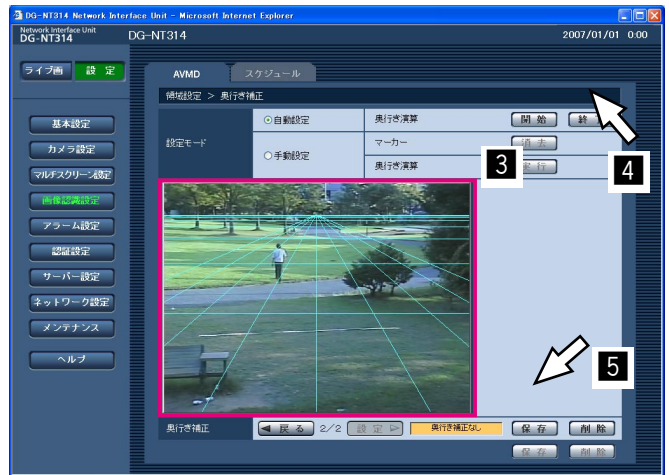 DG-NT314 Network Interface Unit - Microsoft Internet Explorer
Network Interface Unit
DG-NT314
DG-NT314
2007/01/01 0:00
ライブ画 設 定
AVMD スケジュール
領域設定 > 奥行き補正
基本設定
カメラ設定
マルチスクリーン設定
画像認識設定
アラーム設定
認証設定
サーバー設定
ネットワーク設定
メンテナンス
ヘルプ
設定モード
自動設定 奥行き演算 開 始
手動設定
マーカー 消 去
奥行き演算 実 行
3
4
5
奥行き補正 ◀ 戻 る 2/2 設 定 ▷ 奥行き補正なし 保 存 削 除
保 存 削 除